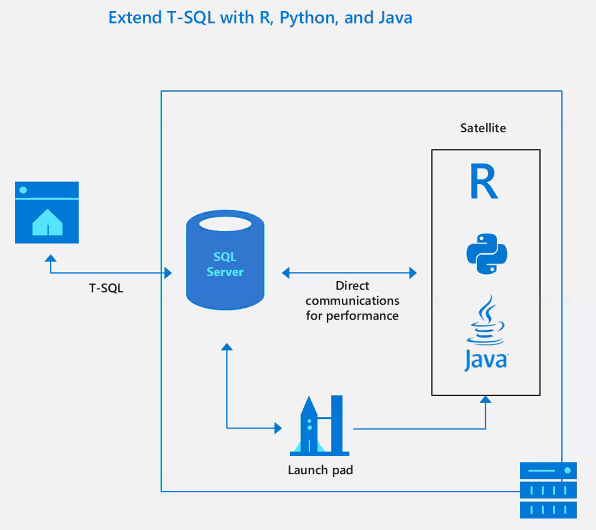 Extend T-SQL with R, Python, and Java
Satellite
R
SQL
Server
T-SQL
Direct
communications
for performance
Java
Launch pad